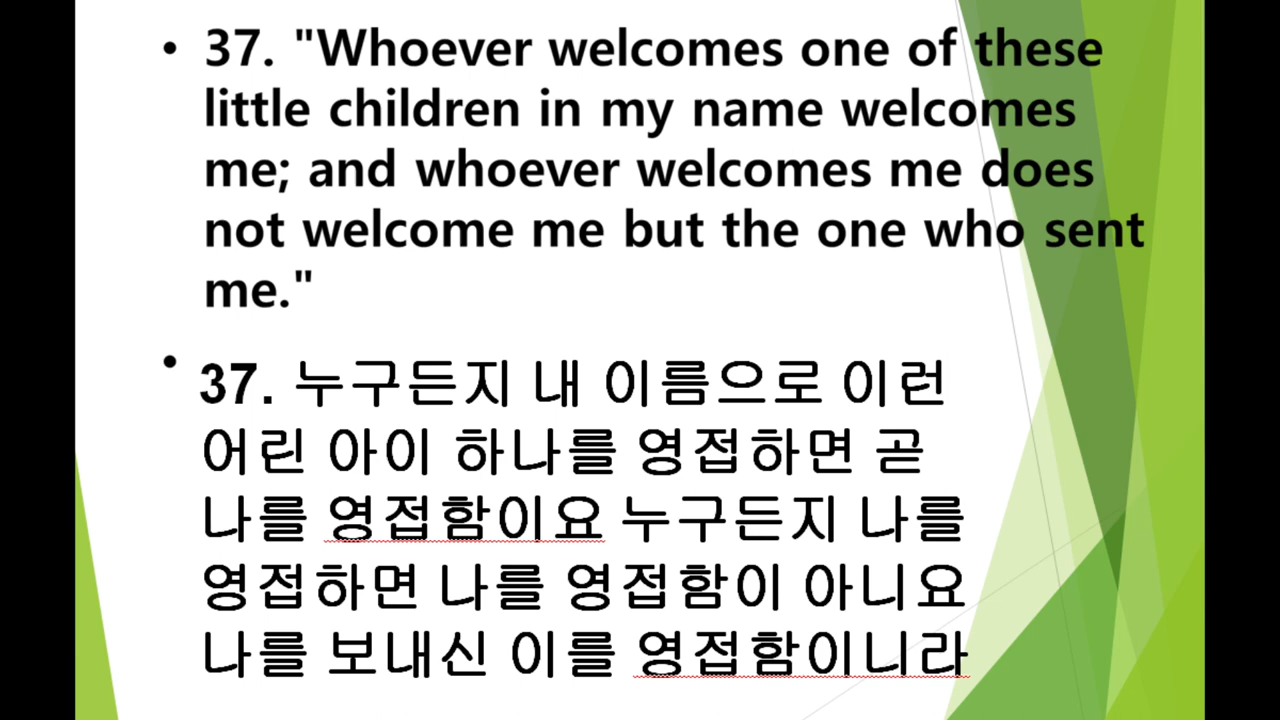 • 37. "Whoever welcomes one of these
little children in my name welcomes
me; and whoever welcomes me does
not welcome me but the one who sent
me."
• 37. 누구든지 내 이름으로 이런
어린 아이 하나를 영접하면 곧
나를 영접함이요 누구든지 나를
영접하면 나를 영접함이 아니요
나를 보내신 이를 영접함이니라